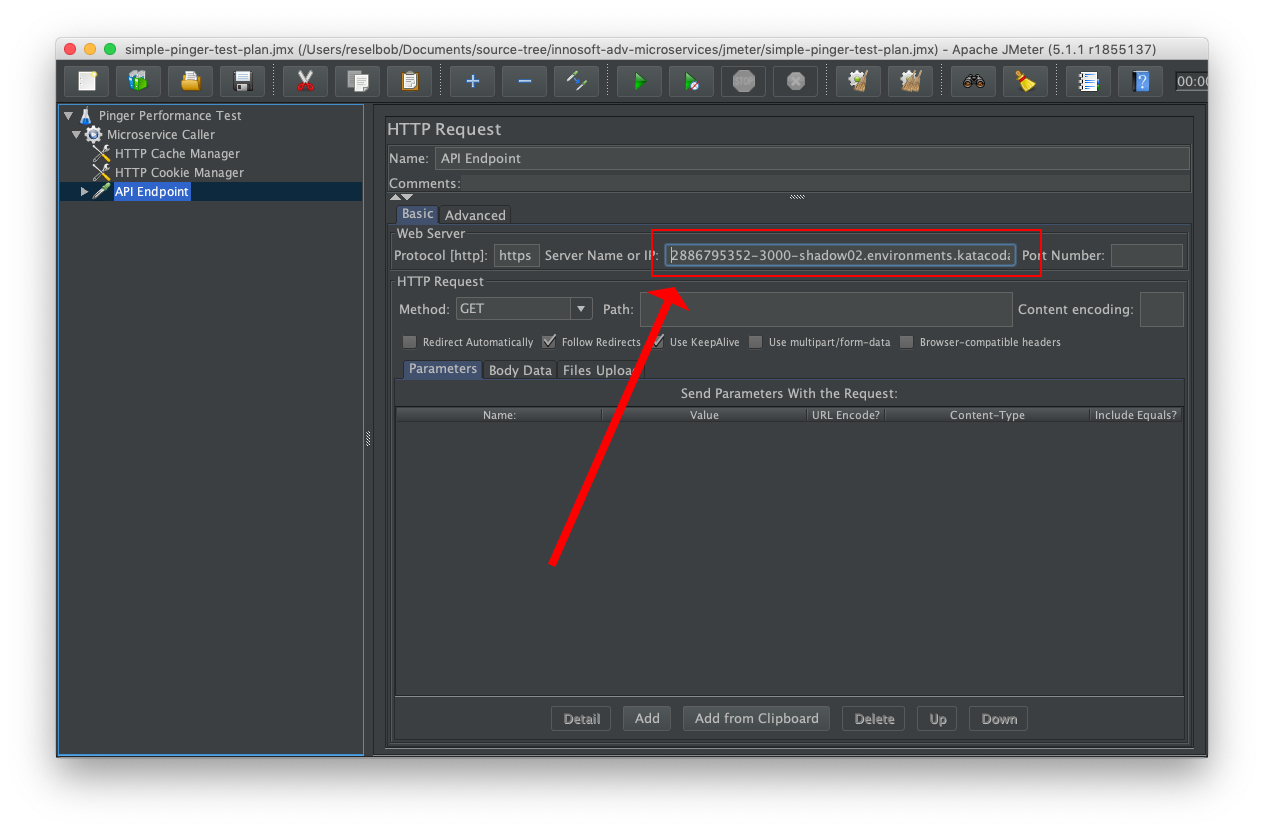 simple-pinger-test-plan.jmx (/Users/reselbob/Documents/source-tree/innosoft-adv-microservices/jmeter/simple-pinger-test-plan.jmx) - Apache JMeter (5.1.1 r1855137)
STOP
00:00
Pinger Performance Test
Microservice Caller
HTTP Cache Manager
HTTP Cookie Manager
API Endpoint
HTTP Request
Name: API Endpoint
Comments:
Basic Advanced
Web Server
Protocol [http]: https Server Name or IP: 2886795352-3000-shadow02.environments.katacoda Port Number:
HTTP Request
Method: GET Path: Content encoding:
Redirect Automatically Follow Redirects Use KeepAlive Use multipart/form-data Browser-compatible headers
Parameters Body Data Files Upload
Send Parameters With the Request:
Name: Value URL Encode? Content-Type Include Equals?
Detail Add Add from Clipboard Delete Up Down